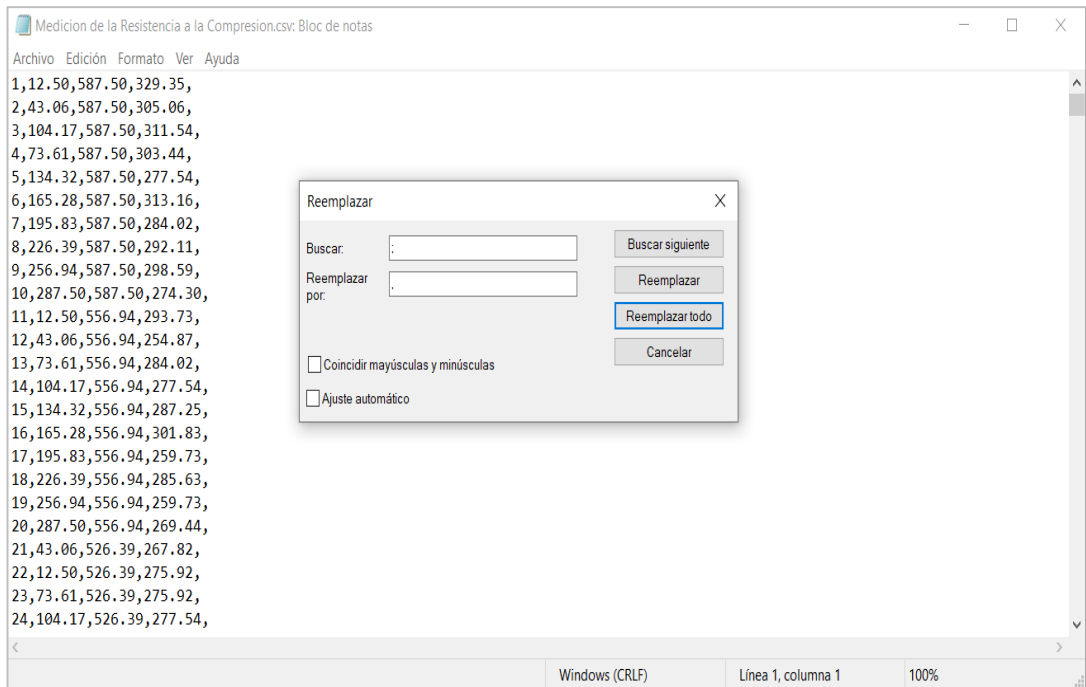 Medicion de la Resistencia a la Compresion.csv: Bloc de notas
Archivo Edición Formato Ver Ayuda
1,12.50,587.50,329.35,
2,43.06,587.50,305.06,
3,104.17,587.50,311.54,
4,73.61,587.50,303.44,
5,134.32,587.50,277.54,
6,165.28,587.50,313.16,
7,195.83,587.50,284.02,
8,226.39,587.50,292.11,
9,256.94,587.50,298.59,
10,287.50,587.50,274.30,
11,12.50,556.94,293.73,
12,43.06,556.94,254.87,
13,73.61,556.94,284.02,
14,104.17,556.94,277.54,
15,134.32,556.94,287.25,
16,165.28,556.94,301.83,
17,195.83,556.94,259.73,
18,226.39,556.94,285.63,
19,256.94,556.94,259.73,
20,287.50,556.94,269.44,
21,43.06,526.39,267.82,
22,12.50,526.39,275.92,
23,73.61,526.39,275.92,
24,104.17,526.39,277.54,
Reemplazar
Buscar: ;
Buscar siguiente
Reemplazar por: ,
Reemplazar
Reemplazar todo
Cancelar
Coincidir mayúsculas y minúsculas
Ajuste automático
Windows (CRLF) Línea 1, columna 1 100%